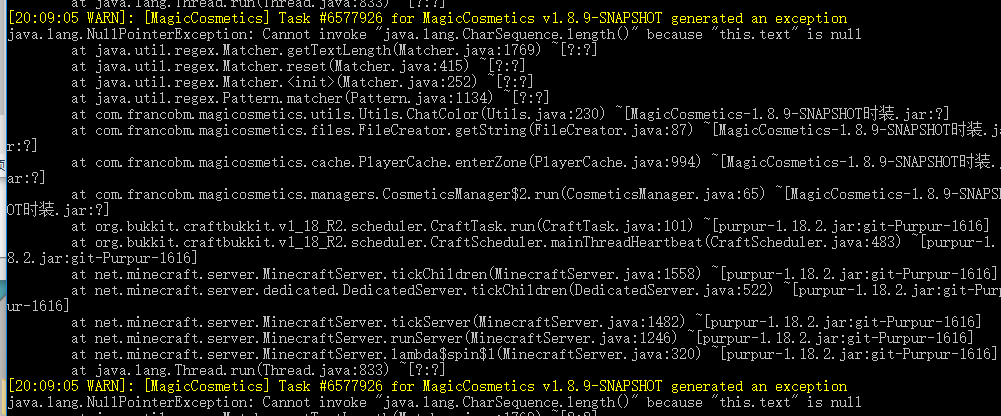 at java.lang.Thread.run(Thread.java:833) [?:?]
[20:09:05 WARN]: [MagicCosmetics] Task #6577926 for MagicCosmetics v1.8.9-SNAPSHOT generated an exception
java.lang.NullPointerException: Cannot invoke "java.lang.CharSequence.length()" because "this.text" is null
at java.util.regex.Matcher.getTextLength(Matcher.java:1769) ~[?:?]
at java.util.regex.Matcher.reset(Matcher.java:415) ~[?:?]
at java.util.regex.Matcher.<init>(Matcher.java:252) ~[?:?]
at java.util.regex.Pattern.matcher(Pattern.java:1134) ~[?:?]
at com.francobm.magicosmetics.utils.Utils.ChatColor(Utils.java:230) ~[MagicCosmetics-1.8.9-SNAPSHOT时装.jar:?]
at com.francobm.magicosmetics.files.FileCreator.getString(FileCreator.java:87) ~[MagicCosmetics-1.8.9-SNAPSHOT时装.ja
r:?]
at com.francobm.magicosmetics.cache.PlayerCache.enterZone(PlayerCache.java:994) ~[MagicCosmetics-1.8.9-SNAPSHOT时装.j
ar:?]
at com.francobm.magicosmetics.managers.CosmeticsManager$2.run(CosmeticsManager.java:65) ~[MagicCosmetics-1.8.9-SNAPSH
OT时装.jar:?]
at org.bukkit.craftbukkit.v1_18_R2.scheduler.CraftTask.run(CraftTask.java:101) ~[purpur-1.18.2.jar:git-Purpur-1616]
at org.bukkit.craftbukkit.v1_18_R2.scheduler.CraftScheduler.mainThreadHeartbeat(CraftScheduler.java:483) ~[purpur-1.1
8.2.jar:git-Purpur-1616]
at net.minecraft.server.MinecraftServer.tickChildren(MinecraftServer.java:1558) ~[purpur-1.18.2.jar:git-Purpur-1616]
at net.minecraft.server.dedicated.DedicatedServer.tickChildren(DedicatedServer.java:522) ~[purpur-1.18.2.jar:git-Purp
ur-1616]
at net.minecraft.server.MinecraftServer.tickServer(MinecraftServer.java:1482) ~[purpur-1.18.2.jar:git-Purpur-1616]
at net.minecraft.server.MinecraftServer.runServer(MinecraftServer.java:1246) ~[purpur-1.18.2.jar:git-Purpur-1616]
at net.minecraft.server.MinecraftServer.lambda$spin$1(MinecraftServer.java:320) ~[purpur-1.18.2.jar:git-Purpur-1616]
at java.lang.Thread.run(Thread.java:833) ~[?:?]
[20:09:05 WARN]: [MagicCosmetics] Task #6577926 for MagicCosmetics v1.8.9-SNAPSHOT generated an exception
java.lang.NullPointerException: Cannot invoke "java.lang.CharSequence.length()" because "this.text" is null